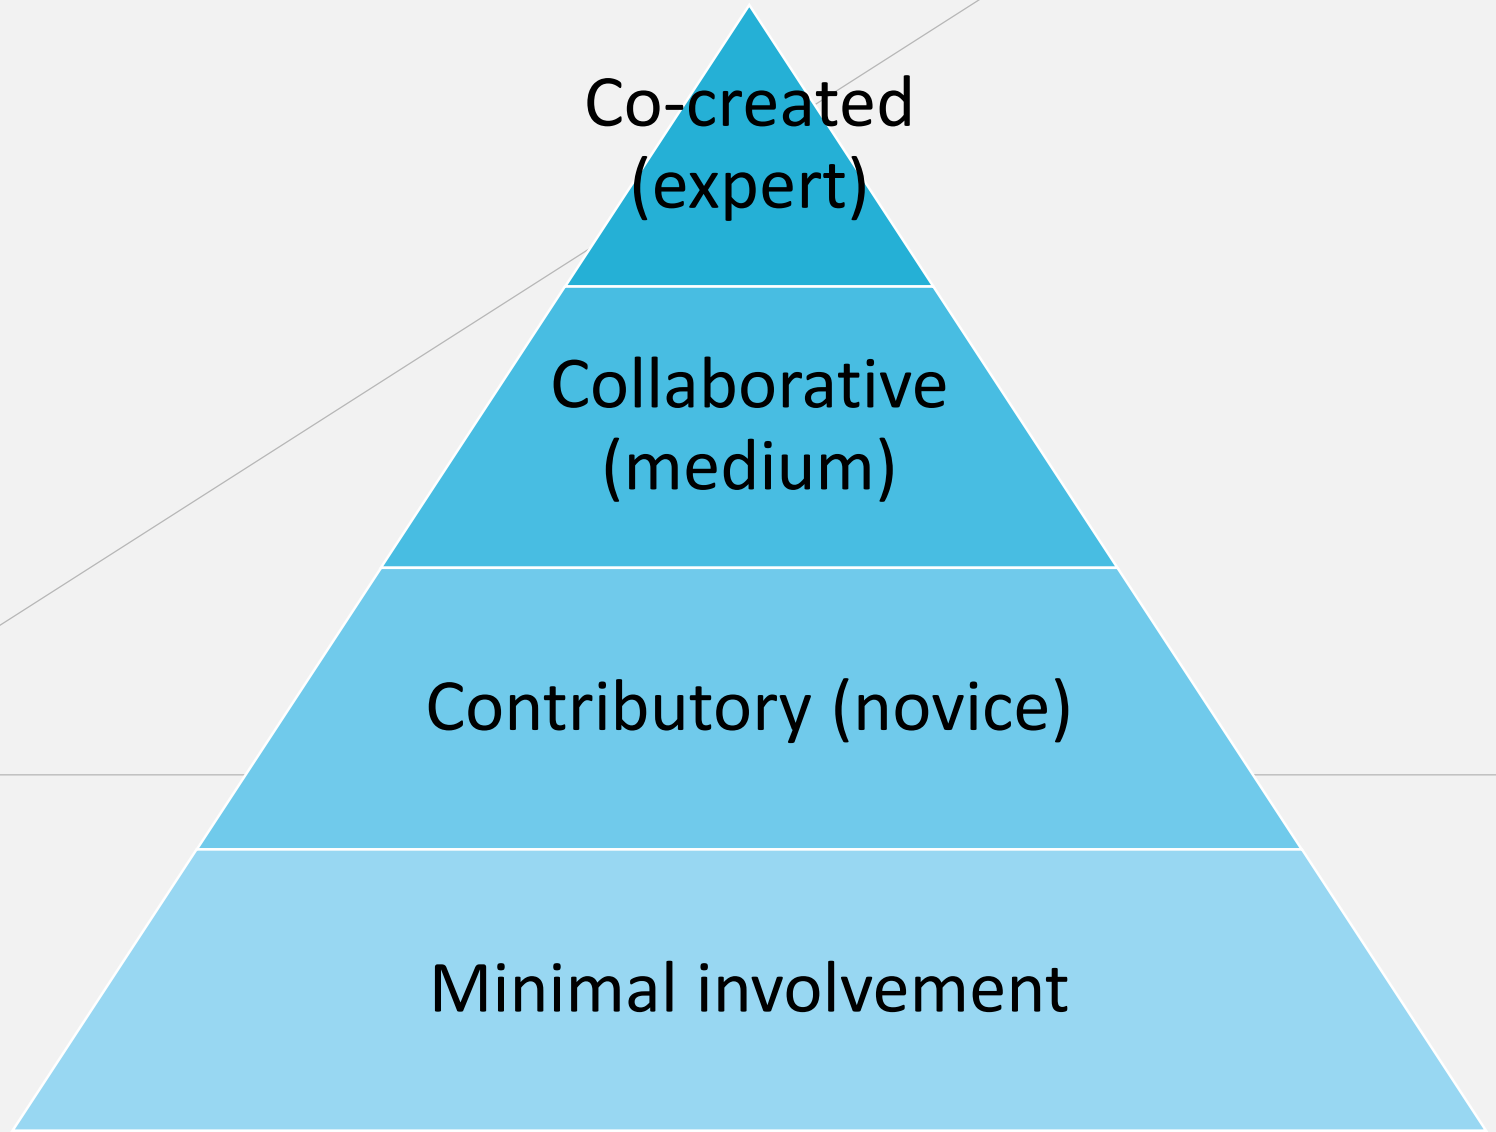 Co-created
(expert)
Collaborative
(medium)
Contributory (novice)
Minimal involvement